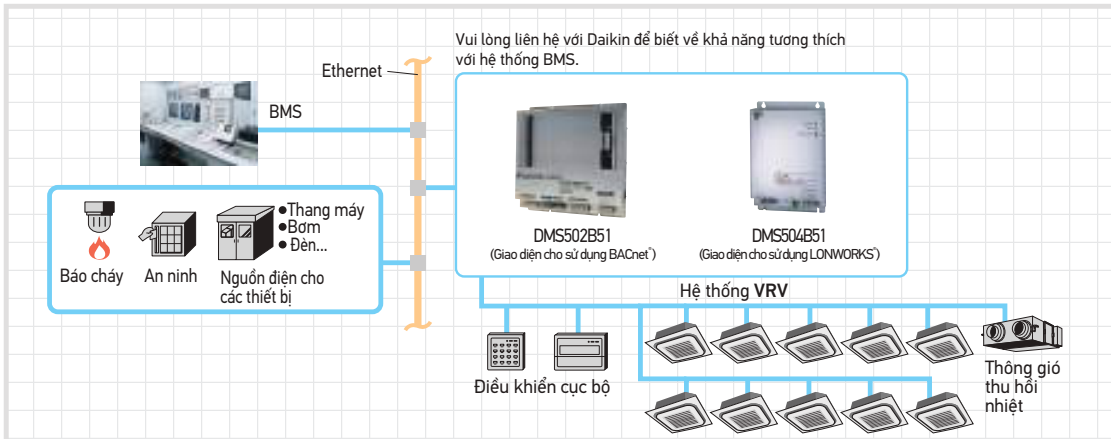 Vui lòng liên hệ với Daikin để biết về khả năng tương thích
với hệ thống BMS.
Ethernet
BMS
DMS502B51
(Giao diện cho sử dụng BACnet®)
DMS504B51
(Giao diện cho sử dụng LONWORKS®)
Báo cháy
An ninh
•Thang máy
•Bơm
•Đèn...
Nguồn điện cho
các thiết bị
Hệ thống VRV
Điều khiển cục bộ
Thông gió
thu hồi
nhiệt